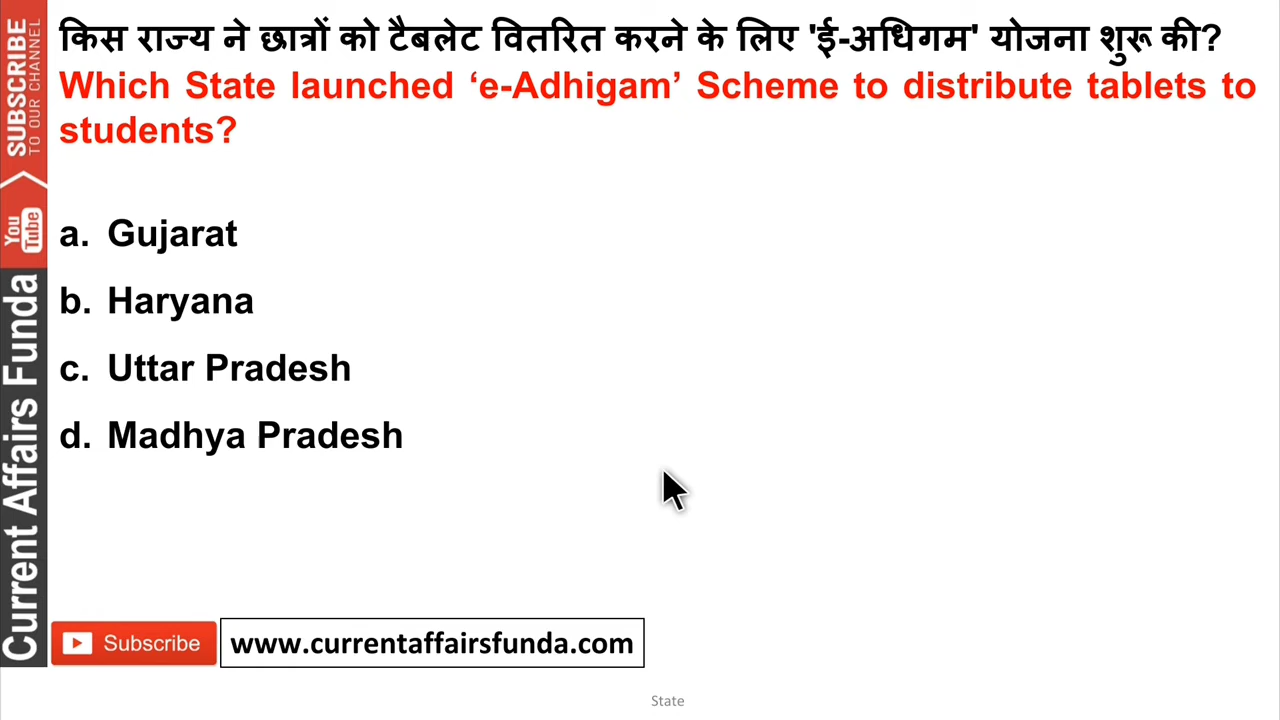 किस राज्य ने छात्रों को टैबलेट वितरित करने के लिए 'ई-अधिगम' योजना शुरू की?
Which State launched ‘e-Adhigam’ Scheme to distribute tablets to
students?
a. Gujarat
b. Haryana
c. Uttar Pradesh
d. Madhya Pradesh
SUBSCRIBE
TO OUR CHANNEL
You
Tube
Current Affairs Funda
Subscribe
www.currentaffairsfunda.com
State